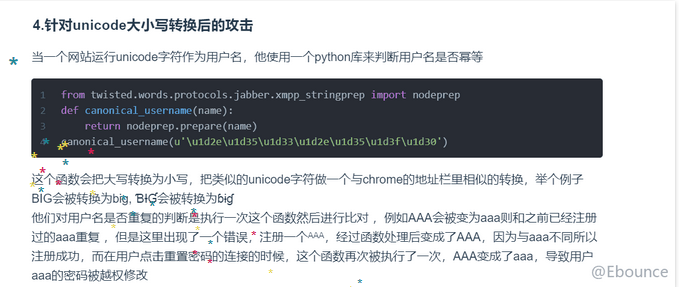 4.针对unicode大小写转换后的攻击
当一个网站运行unicode字符作为用户名，他使用一个python库来判断用户名是否幂等
1 from twisted.words.protocols.jabber.xmpp_stringprep import nodeprep
2 def canonical_username(name):
3 return nodeprep.prepare(name)
4 canonical_username(u'\u1d2e\u1d35\u1d33\u1d2e\u1d35\u1d3f\u1d30')
这个函数会把大写转换为小写，把类似的unicode字符做一个与chrome的地址栏里相似的转换，举个例子
BIG会被转换为big, ƁIƓ会被转换为ɓiɠ
他们对用户名是否重复的判断是执行一次这个函数然后进行比对，例如AAA会被变为aaa则和之前已经注册
过的aaa重复，但是这里出现了一个错误，注册一个ᴬᴬᴬ，经过函数处理后变成了AAA，因为与aaa不同所以
注册成功，而在用户点击重置密码的连接的时候，这个函数再次被执行了一次，AAA变成了aaa，导致用户
aaa的密码被越权修改
@Ebounce